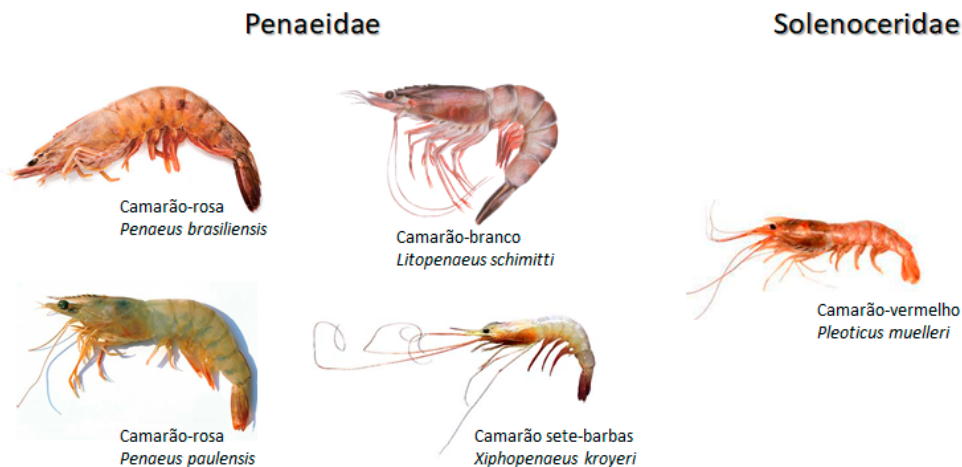 Penaeidae
Solenoceridae
Camarão-rosa
Penaeus brasiliensis
Camarão-branco
Litopenaeus schimitti
Camarão-vermelho
Pleoticus muelleri
Camarão-rosa
Penaeus paulensis
Camarão sete-barbas
Xiphopenaeus kroyeri